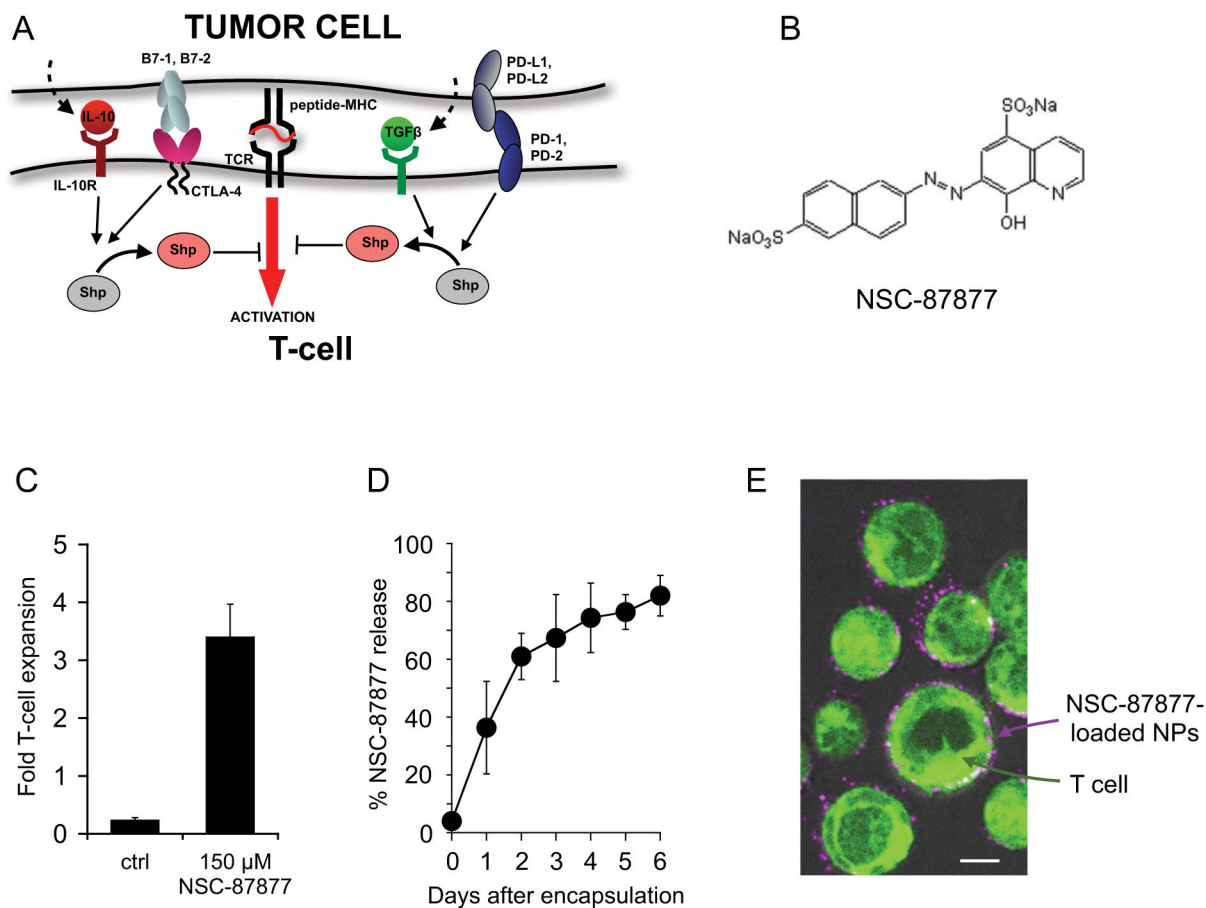 A
TUMOR CELL
B7-1, B7-2
PD-L1,
PD-L2
IL-10
peptide-MHC
TGFβ
TCR
PD-1,
PD-2
IL-10R
CTLA-4
Shp
Shp
Shp
Shp
ACTIVATION
T-cell
B
SO₃Na
N
N
N
OH
NaO₃S
NSC-87877
C
Fold T-cell expansion
5
4
3
2
1
0
ctrl
150 µM
NSC-87877
D
% NSC-87877 release
100
80
60
40
20
0
0 1 2 3 4 5 6
Days after encapsulation
E
NSC-87877-
loaded NPs
T cell